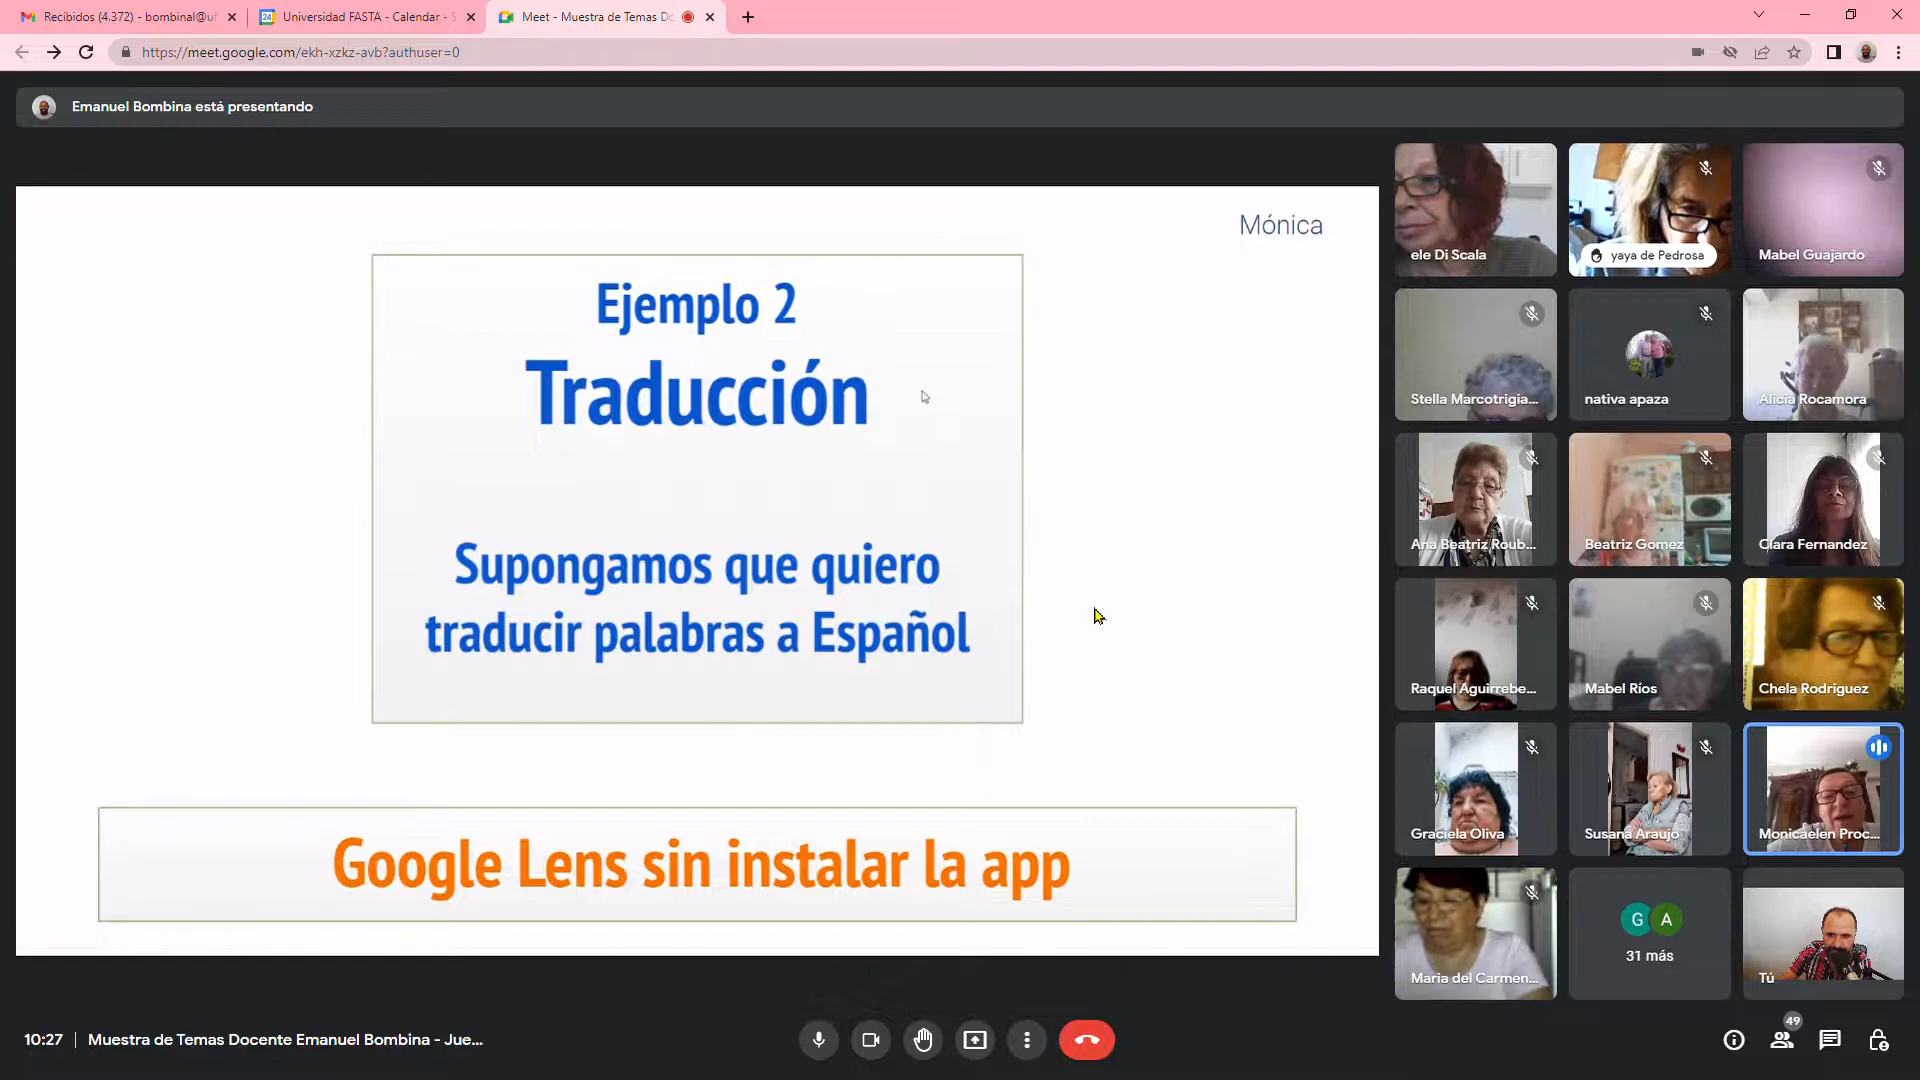 Recibidos (4.372) - bombinal@uf
Universidad FASTA - Calendar - S
Meet - Muestra de Temas Do
https://meet.google.com/ekh-xzkz-avb?authuser=0
Emanuel Bombina está presentando
Mónica
Ejemplo 2
Traducción
Supongamos que quiero
traducir palabras a Español
Google Lens sin instalar la app
ele Di Scala
yaya de Pedrosa
Mabel Guajardo
Stella Marcotrigia...
nativa apaza
Alicia Rocamora
Ana Beatriz Roub...
Beatriz Gomez
Clara Fernandez
Raquel Aguirrebe...
Mabel Ríos
Chela Rodriguez
Graciela Oliva
Susana Araujo
Monicaelen Proc...
Maria del Carmen...
G A
31 más
Tú
10:27
Muestra de Temas Docente Emanuel Bombina - Jue...
49